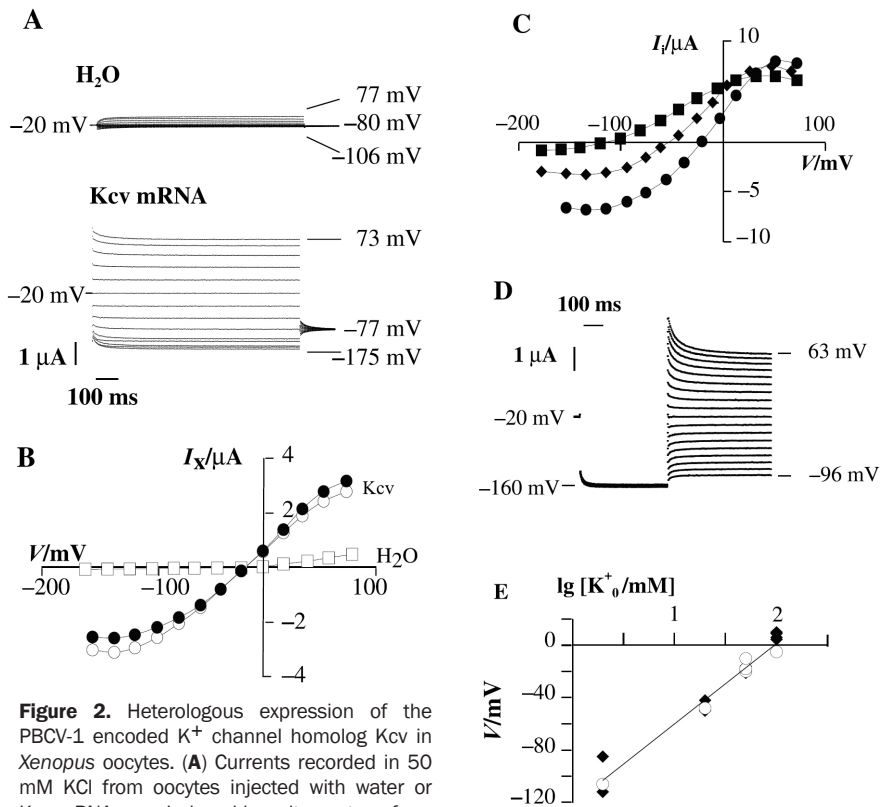 A
H₂O
77 mV
−20 mV
−80 mV
−106 mV
Kcv mRNA
73 mV
−20 mV
−77 mV
1 μA
−175 mV
100 ms
B
I_X/μA
4
Kcv
2
V/mV
H2O
−200
−100
100
−2
−4
Figure 2. Heterologous expression of the
PBCV-1 encoded K⁺ channel homolog Kcv in
Xenopus oocytes. (A) Currents recorded in 50
mM KCl from oocytes injected with water or
C
I_i/μA
10
−200
−100
100
V/mV
−5
−10
D
100 ms
1 μA
63 mV
−20 mV
−160 mV
−96 mV
E
lg [K⁺₀/mM]
1
2
0
−40
V/mV
−80
−120